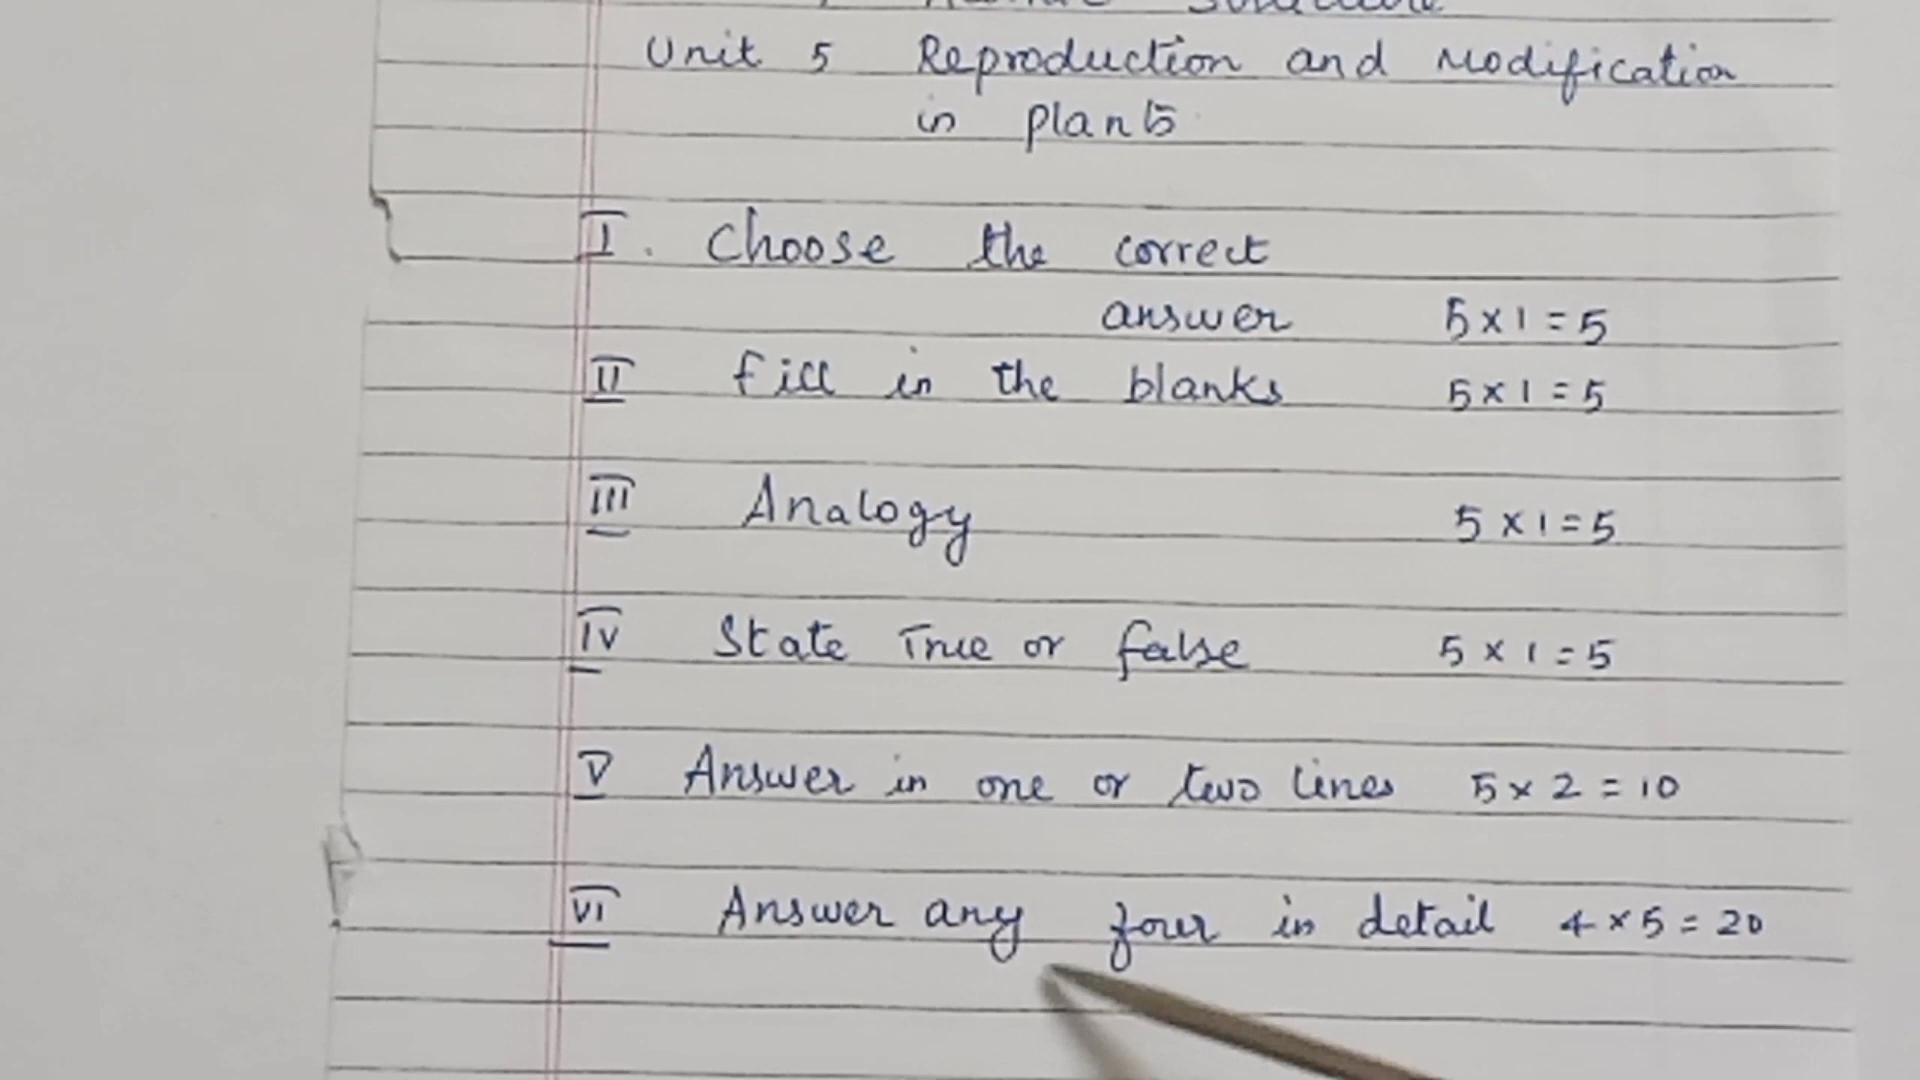 Unit 5 Reproduction and Modification
in plants
I. Choose the correct
answer 5 x 1 = 5
II Fill in the blanks 5 x 1 = 5
III Analogy 5 x 1 = 5
IV State True or false 5 x 1 = 5
V Answer in one or two lines 5 x 2 = 10
VI Answer any four in detail 4 x 5 = 20